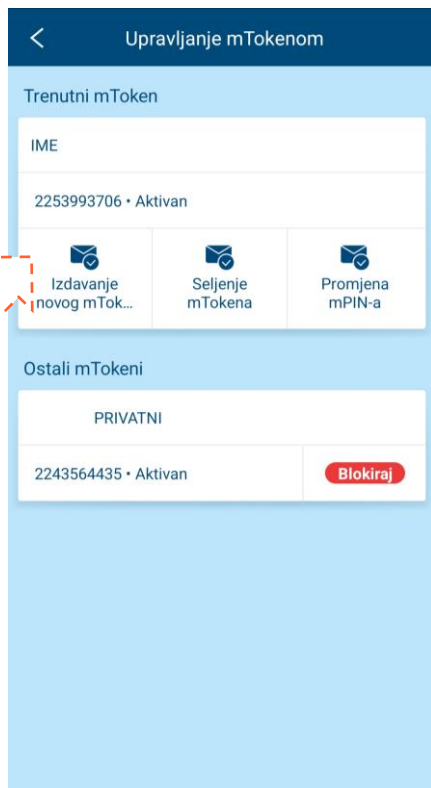 Upravljanje mTokenom
Trenutni mToken
IME
2253993706 • Aktivan
Izdavanje
novog mTok...
Seljenje
mTokena
Promjena
mPIN-a
Ostali mTokeni
PRIVATNI
2243564435 • Aktivan
Blokiraj